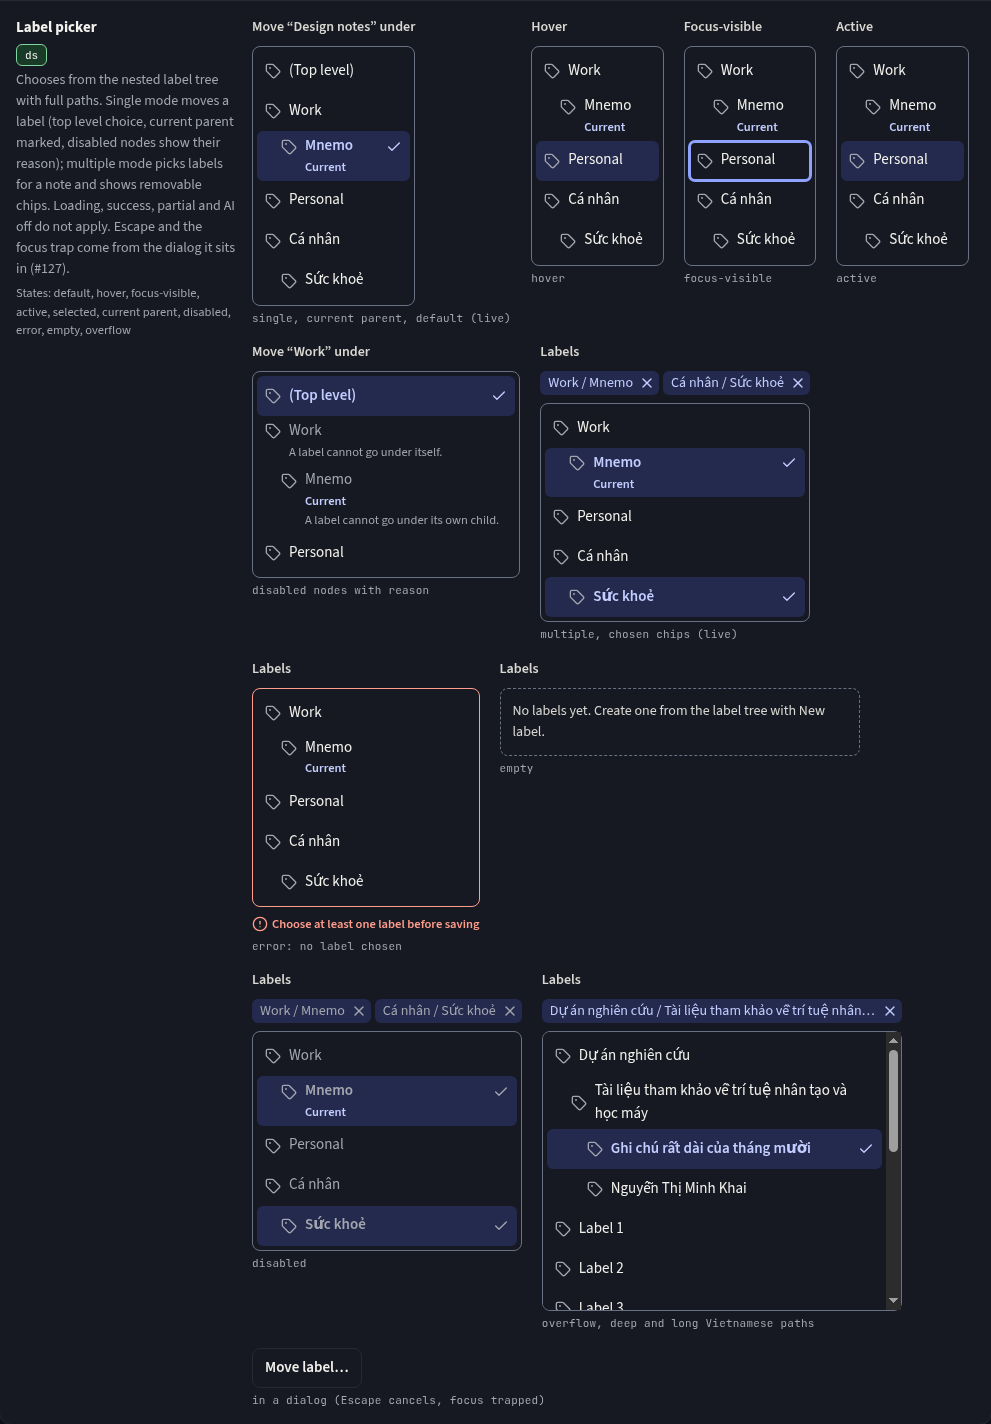 Label picker
ds
Chooses from the nested label tree
with full paths. Single mode moves a
label (top level choice, current parent
marked, disabled nodes show their
reason); multiple mode picks labels
for a note and shows removable
chips. Loading, success, partial and AI
off do not apply. Escape and the
focus trap come from the dialog it sits
in (#127).
States: default, hover, focus-visible,
active, selected, current parent, disabled,
error, empty, overflow
Move “Design notes” under
(Top level)
Work
Mnemo
Current
Personal
Cá nhân
Sức khoẻ
single, current parent, default (live)
Hover
Work
Mnemo
Current
Personal
Cá nhân
Sức khoẻ
hover
Focus-visible
Work
Mnemo
Current
Personal
Cá nhân
Sức khoẻ
focus-visible
Active
Work
Mnemo
Current
Personal
Cá nhân
Sức khoẻ
active
Move “Work” under
(Top level)
Work
A label cannot go under itself.
Mnemo
Current
A label cannot go under its own child.
Personal
disabled nodes with reason
Labels
Work / Mnemo
Cá nhân / Sức khoẻ
Work
Mnemo
Current
Personal
Cá nhân
Sức khoẻ
multiple, chosen chips (live)
Labels
Work
Mnemo
Current
Personal
Cá nhân
Sức khoẻ
Choose at least one label before saving
error: no label chosen
Labels
No labels yet. Create one from the label tree with New
label.
empty
Labels
Work / Mnemo
Cá nhân / Sức khoẻ
Work
Mnemo
Current
Personal
Cá nhân
Sức khoẻ
disabled
Labels
Dự án nghiên cứu / Tài liệu tham khảo về trí tuệ nhân…
Dự án nghiên cứu
Tài liệu tham khảo về trí tuệ nhân tạo và
học máy
Ghi chú rất dài của tháng mười
Nguyễn Thị Minh Khai
Label 1
Label 2
Label 3
overflow, deep and long Vietnamese paths
Move label…
in a dialog (Escape cancels, focus trapped)